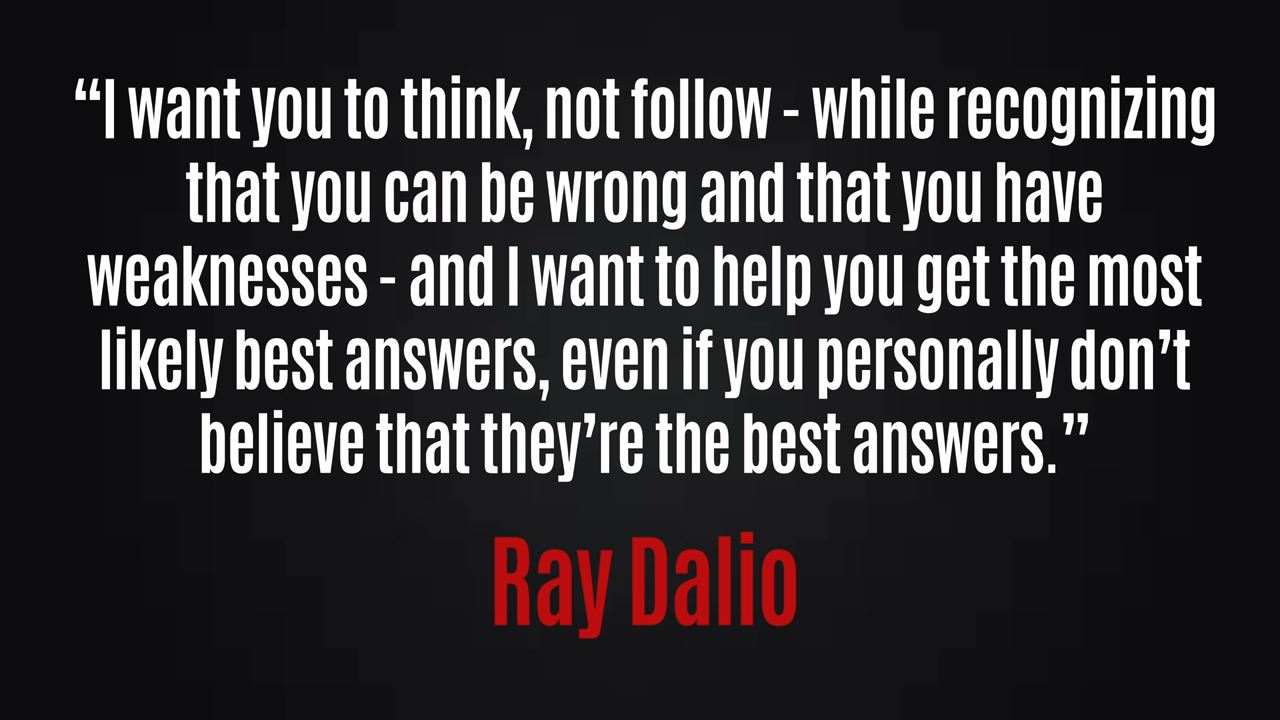 “I want you to think, not follow - while recognizing
that you can be wrong and that you have
weaknesses - and I want to help you get the most
likely best answers, even if you personally don’t
believe that they’re the best answers.”
Ray Dalio